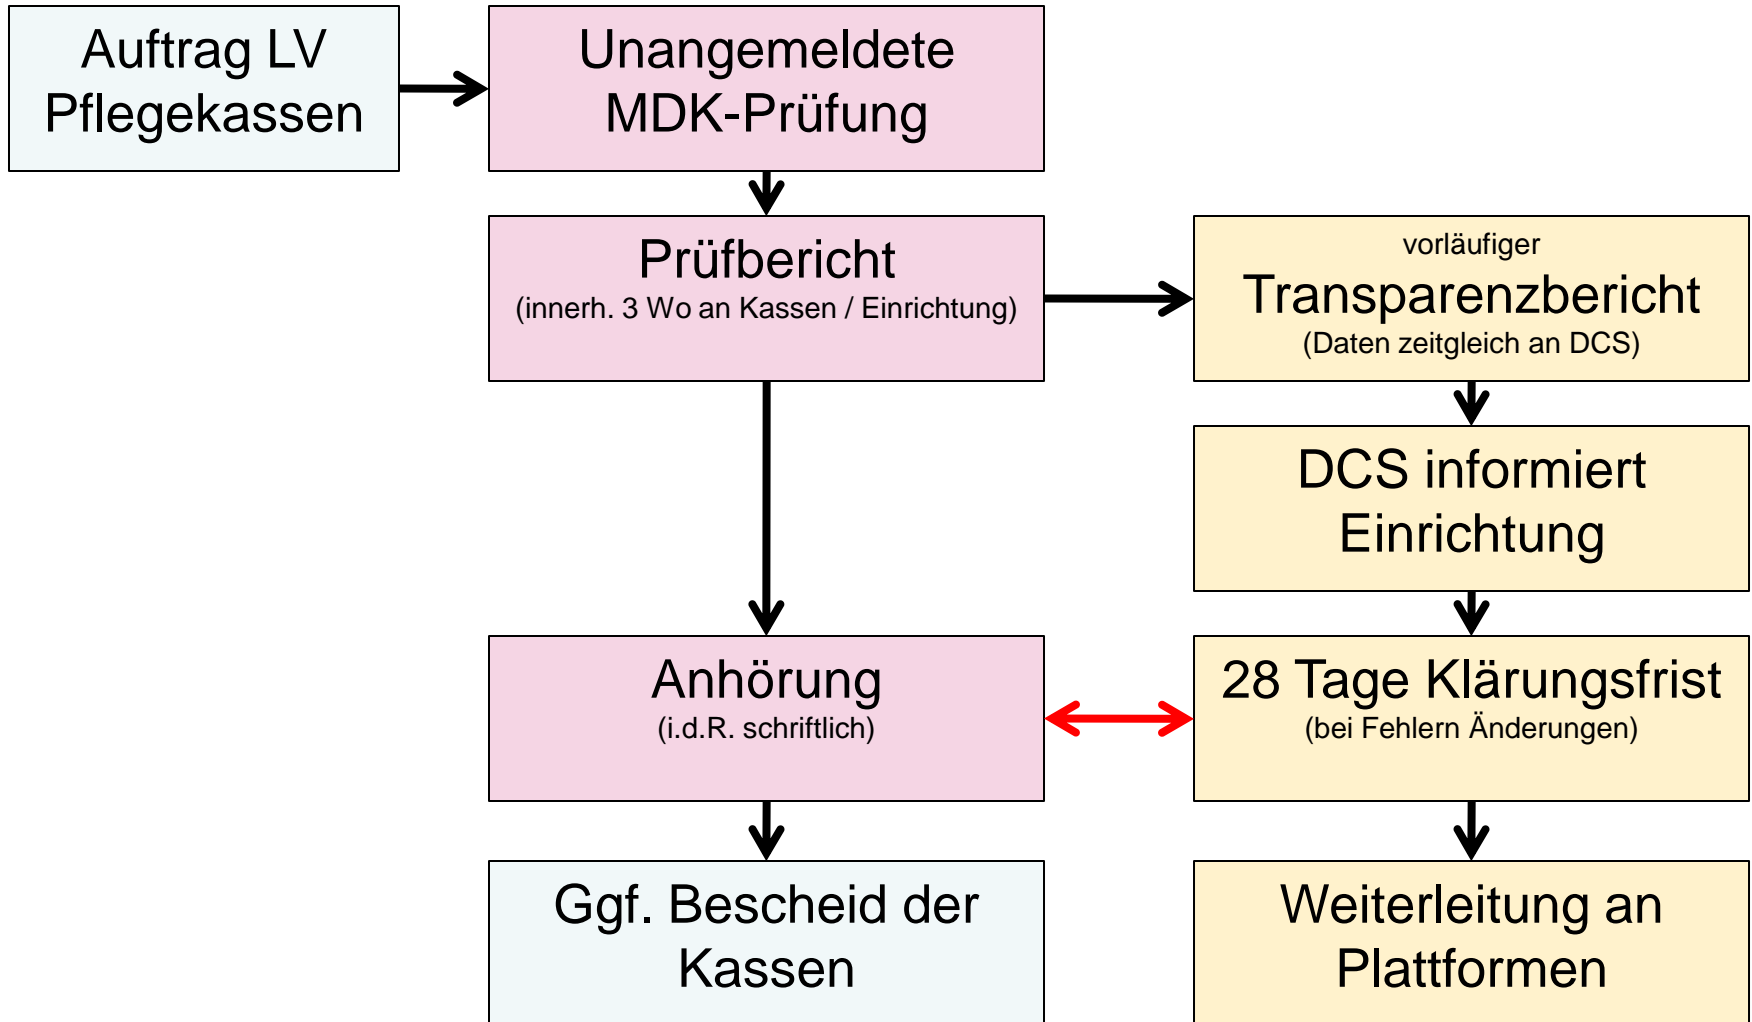 Auftrag LV
Pflegekassen
Unangemeldete
MDK-Prüfung
Prüfbericht
(innerh. 3 Wo an Kassen / Einrichtung)
vorläufiger
Transparenzbericht
(Daten zeitgleich an DCS)
DCS informiert
Einrichtung
Anhörung
(i.d.R. schriftlich)
28 Tage Klärungsfrist
(bei Fehlern Änderungen)
Ggf. Bescheid der
Kassen
Weiterleitung an
Plattformen